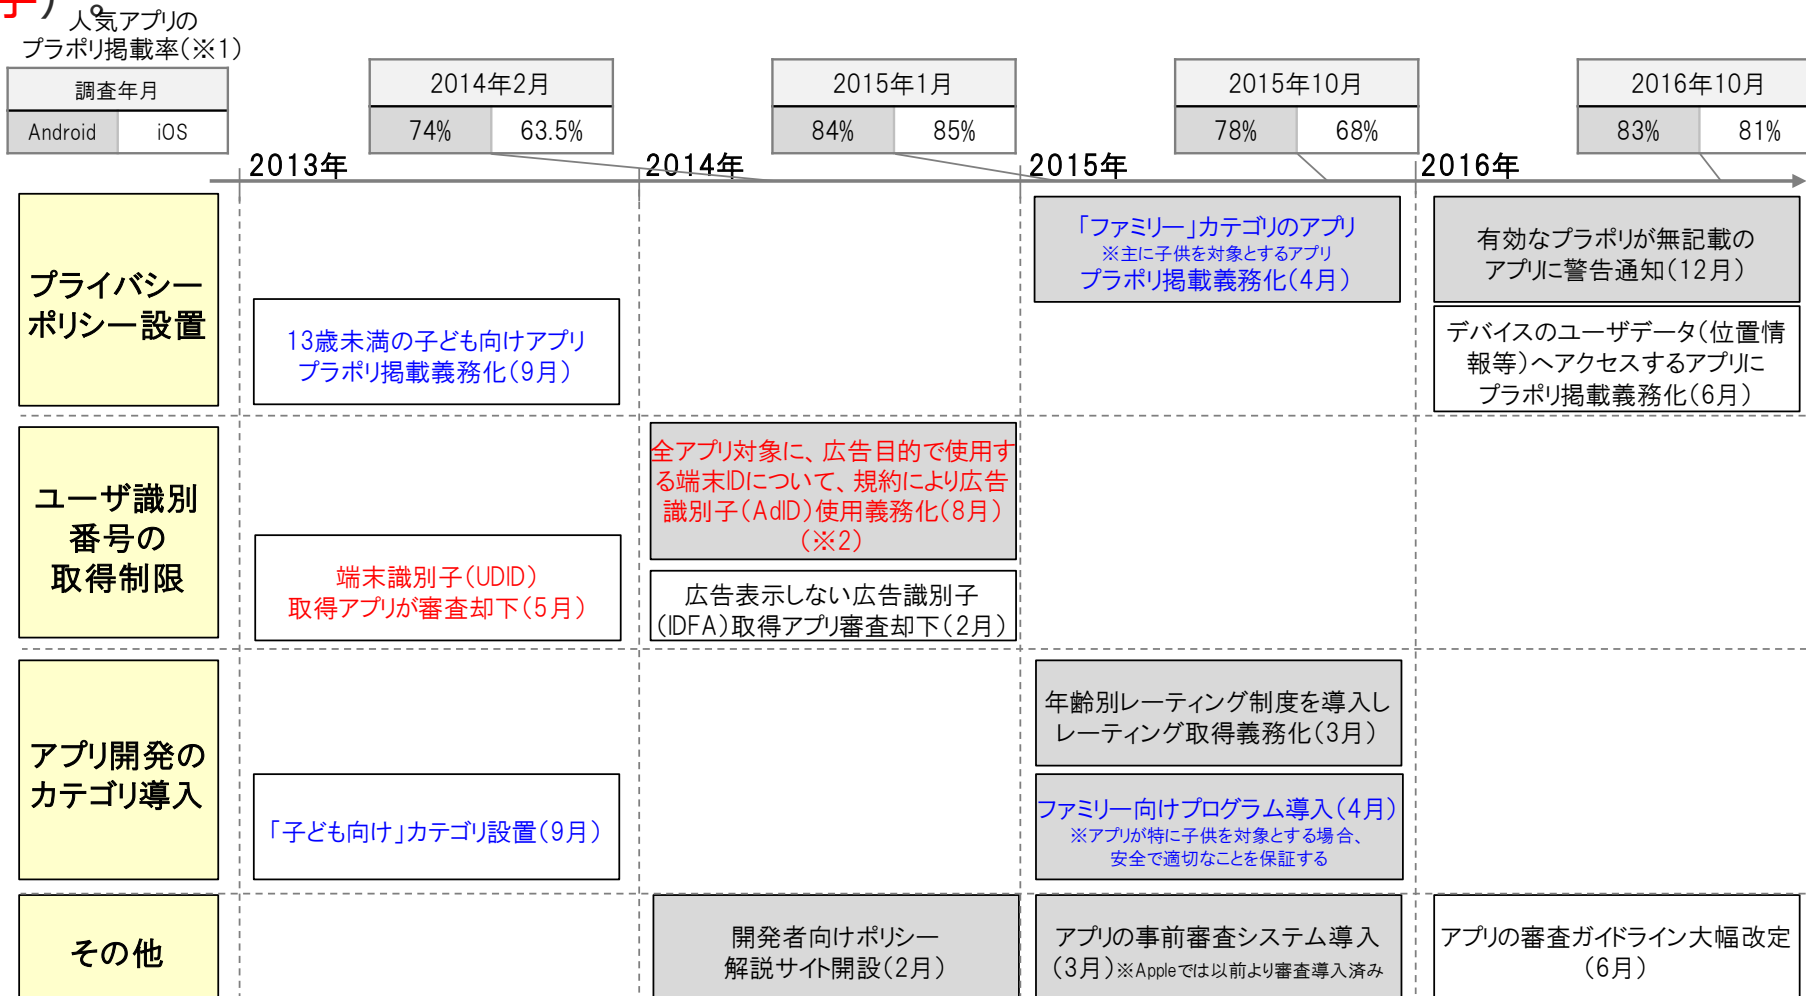 字）。
人気アプリの
プラポリ掲載率(※1)
調査年月
Android iOS
2014年2月
74% 63.5%
2015年1月
84% 85%
2015年10月
78% 68%
2016年10月
83% 81%
2013年 2014年 2015年 2016年
プライバシー
ポリシー設置
13歳未満の子ども向けアプリ
プラポリ掲載義務化(9月)
「ファミリー」カテゴリのアプリ
※主に子供を対象とするアプリ
プラポリ掲載義務化(4月)
有効なプラポリが無記載の
アプリに警告通知(12月)
デバイスのユーザデータ(位置情
報等)へアクセスするアプリに
プラポリ掲載義務化(6月)
ユーザ識別
番号の
取得制限
端末識別子(UDID)
取得アプリが審査却下(5月)
全アプリ対象に、広告目的で使用す
る端末IDについて、規約により広告
識別子(AdID)使用義務化(8月)
(※2)
広告表示しない広告識別子
(IDFA)取得アプリ審査却下(2月)
アプリ開発の
カテゴリ導入
「子ども向け」カテゴリ設置(9月)
年齢別レーティング制度を導入し
レーティング取得義務化(3月)
ファミリー向けプログラム導入(4月)
※アプリが特に子供を対象とする場合、
安全で適切なことを保証する
その他
開発者向けポリシー
解説サイト開設(2月)
アプリの事前審査システム導入
(3月)※Appleでは以前より審査導入済み
アプリの審査ガイドライン大幅改定
(6月)